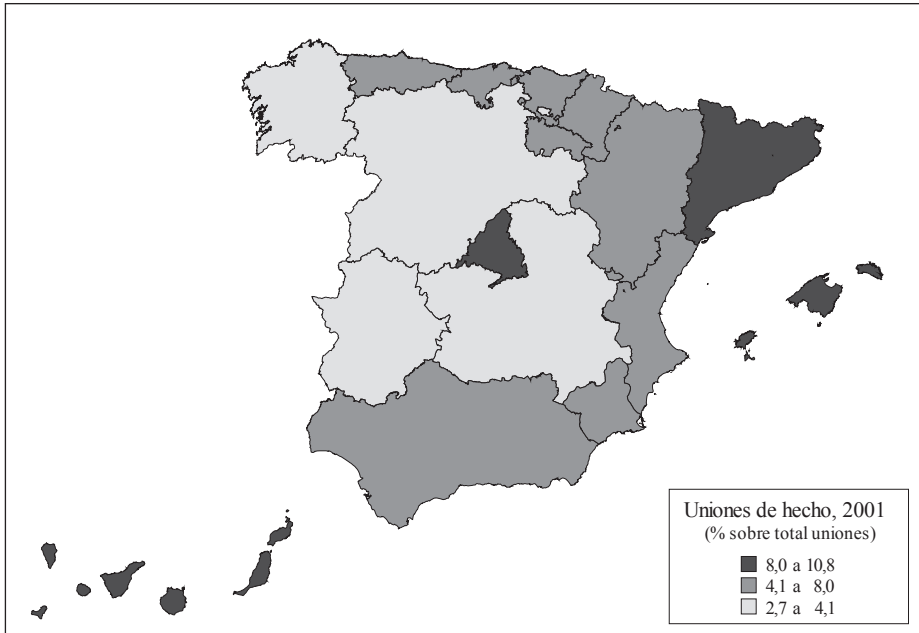 Uniones de hecho, 2001
(% sobre total uniones)
8,0 a 10,8
4,1 a 8,0
2,7 a 4,1